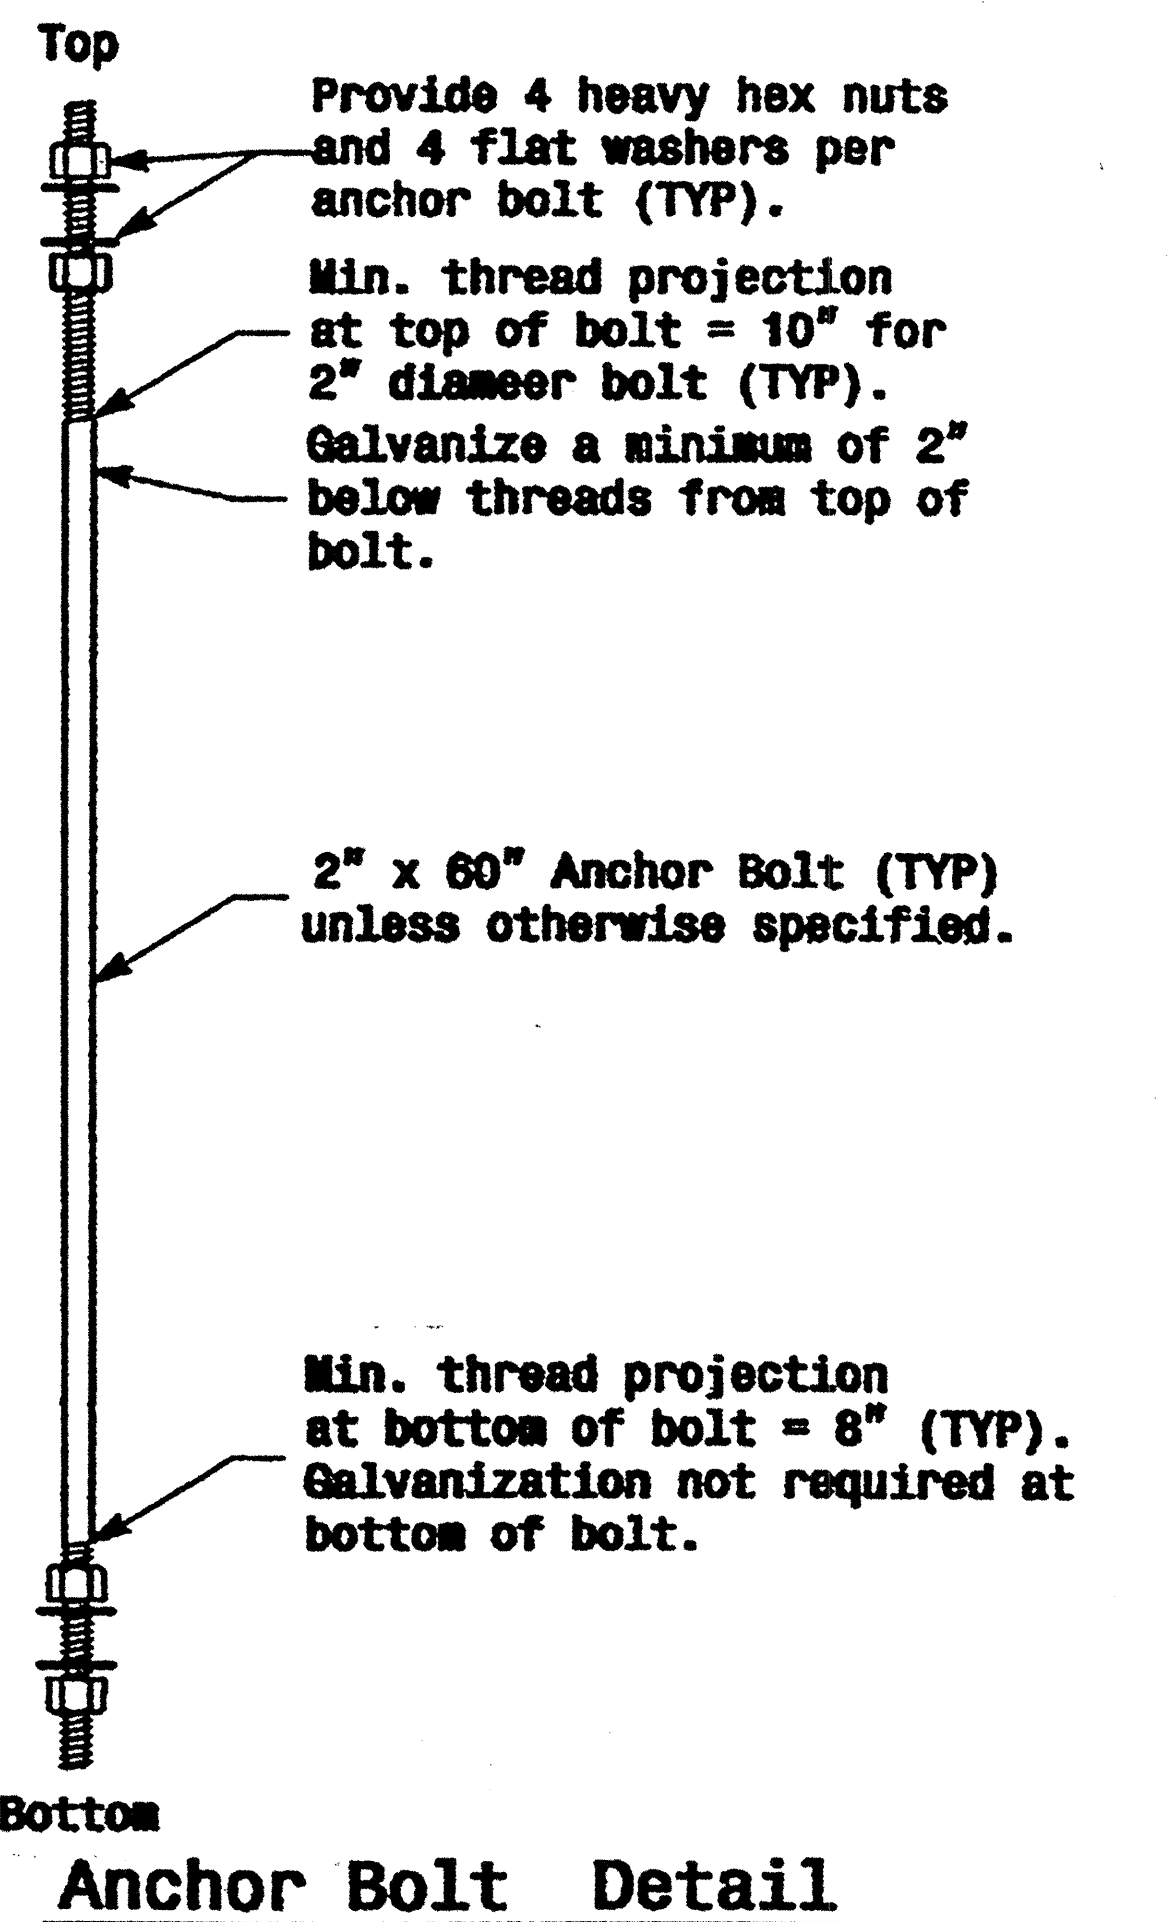 Top
Provide 4 heavy hex nuts
and 4 flat washers per
anchor bolt (TYP).
Min. thread projection
at top of bolt = 10" for
2" diameer bolt (TYP).
Galvanize a minimum of 2"
below threads from top of
bolt.
2" x 60" Anchor Bolt (TYP)
unless otherwise specified.
Min. thread projection
at bottom of bolt = 8" (TYP).
Galvanization not required at
bottom of bolt.
Bottom
Anchor Bolt Detail